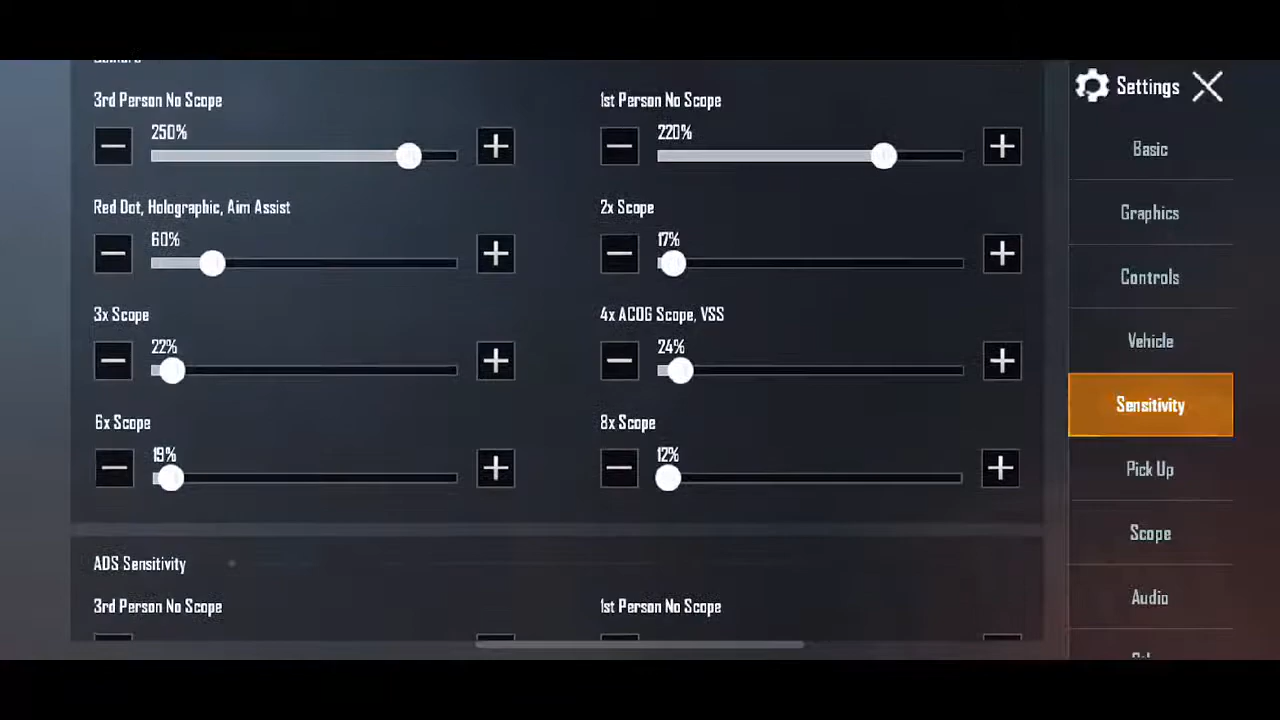 Settings
3rd Person No Scope
1st Person No Scope
250%
220%
Basic
Red Dot, Holographic, Aim Assist
2x Scope
Graphics
60%
17%
Controls
3x Scope
4x ACOG Scope, VSS
22%
24%
Vehicle
Sensitivity
6x Scope
8x Scope
19%
12%
Pick Up
Scope
ADS Sensitivity
3rd Person No Scope
1st Person No Scope
Audio